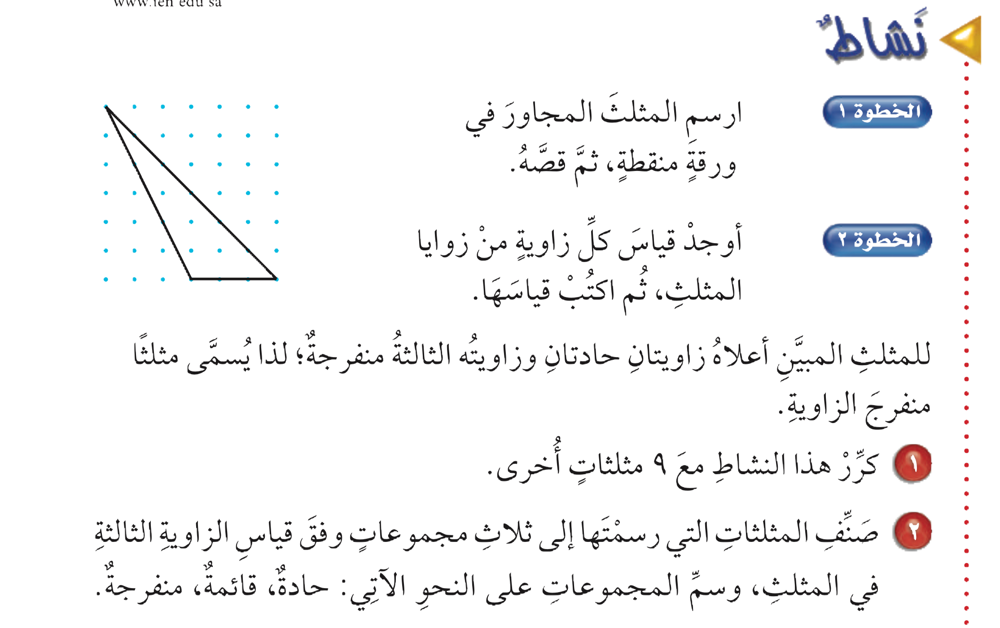 www.ien edu sa
نَشاطٌ
الخطوة ١
ارسمِ المثلثَ المجاورَ في
ورقةٍ منقطةٍ، ثمَّ قصَّهُ.
الخطوة ٢
أوجدْ قياسَ كلِّ زاويةٍ منْ زوايا
المثلثِ، ثُم اكتُبْ قياسَهَا.
للمثلثِ المبيَّنِ أعلاهُ زاويتانِ حادتانِ وزاويتُه الثالثةُ منفرجةٌ؛ لذا يُسمَّى مثلثًا
منفرجَ الزاويةِ.
١ كرِّرْ هذا النشاطِ معَ ٩ مثلثاتٍ أُخرى.
٢ صَنِّفِ المثلثاتِ التي رسمْتَها إلى ثلاثِ مجموعاتٍ وفقَ قياسِ الزاويةِ الثالثةِ
في المثلثِ، وسمِّ المجموعاتِ على النحوِ الآتِي: حادةٌ، قائمةٌ، منفرجةٌ.